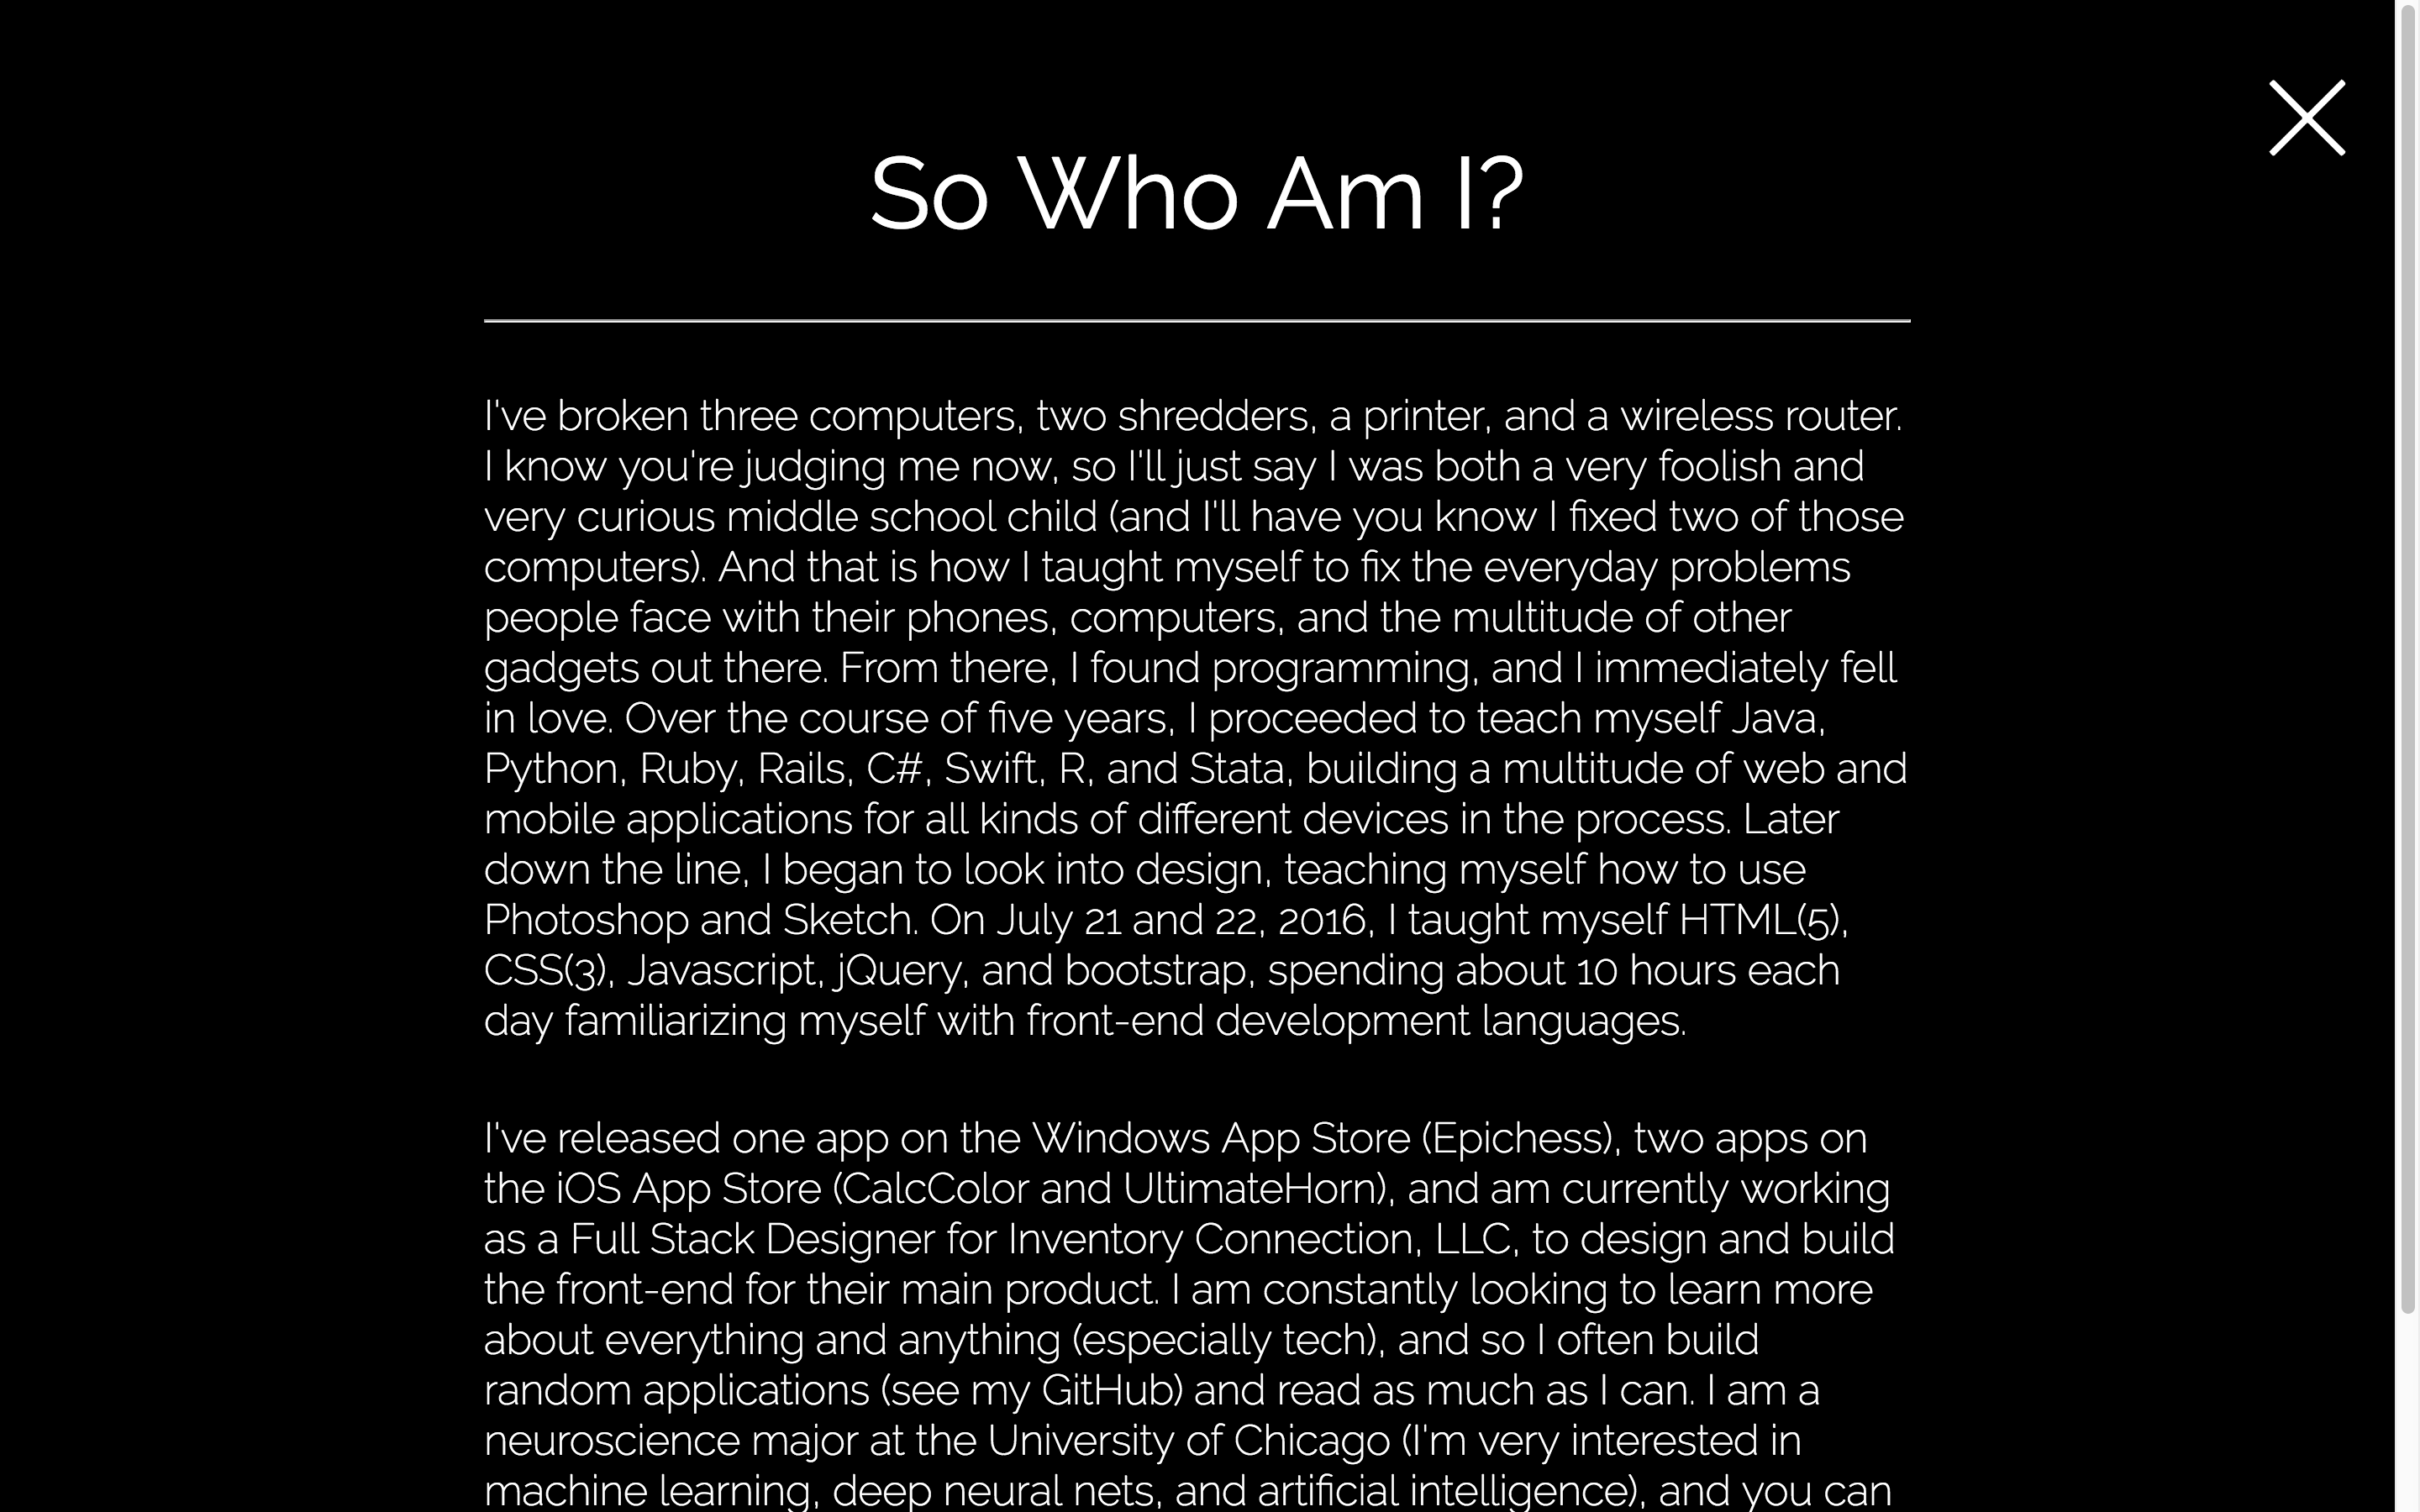 So Who Am I?
I've broken three computers, two shredders, a printer, and a wireless router.
I know you're judging me now, so I'll just say I was both a very foolish and
very curious middle school child (and I'll have you know I fixed two of those
computers). And that is how I taught myself to fix the everyday problems
people face with their phones, computers, and the multitude of other
gadgets out there. From there, I found programming, and I immediately fell
in love. Over the course of five years, I proceeded to teach myself Java,
Python, Ruby, Rails, C#, Swift, R, and Stata, building a multitude of web and
mobile applications for all kinds of different devices in the process. Later
down the line, I began to look into design, teaching myself how to use
Photoshop and Sketch. On July 21 and 22, 2016, I taught myself HTML(5),
CSS(3), Javascript, jQuery, and bootstrap, spending about 10 hours each
day familiarizing myself with front-end development languages.
I've released one app on the Windows App Store (Epichess), two apps on
the iOS App Store (CalcColor and UltimateHorn), and am currently working
as a Full Stack Designer for Inventory Connection, LLC, to design and build
the front-end for their main product. I am constantly looking to learn more
about everything and anything (especially tech), and so I often build
random applications (see my GitHub) and read as much as I can. I am a
neuroscience major at the University of Chicago (I'm very interested in
machine learning, deep neural nets, and artificial intelligence), and you can